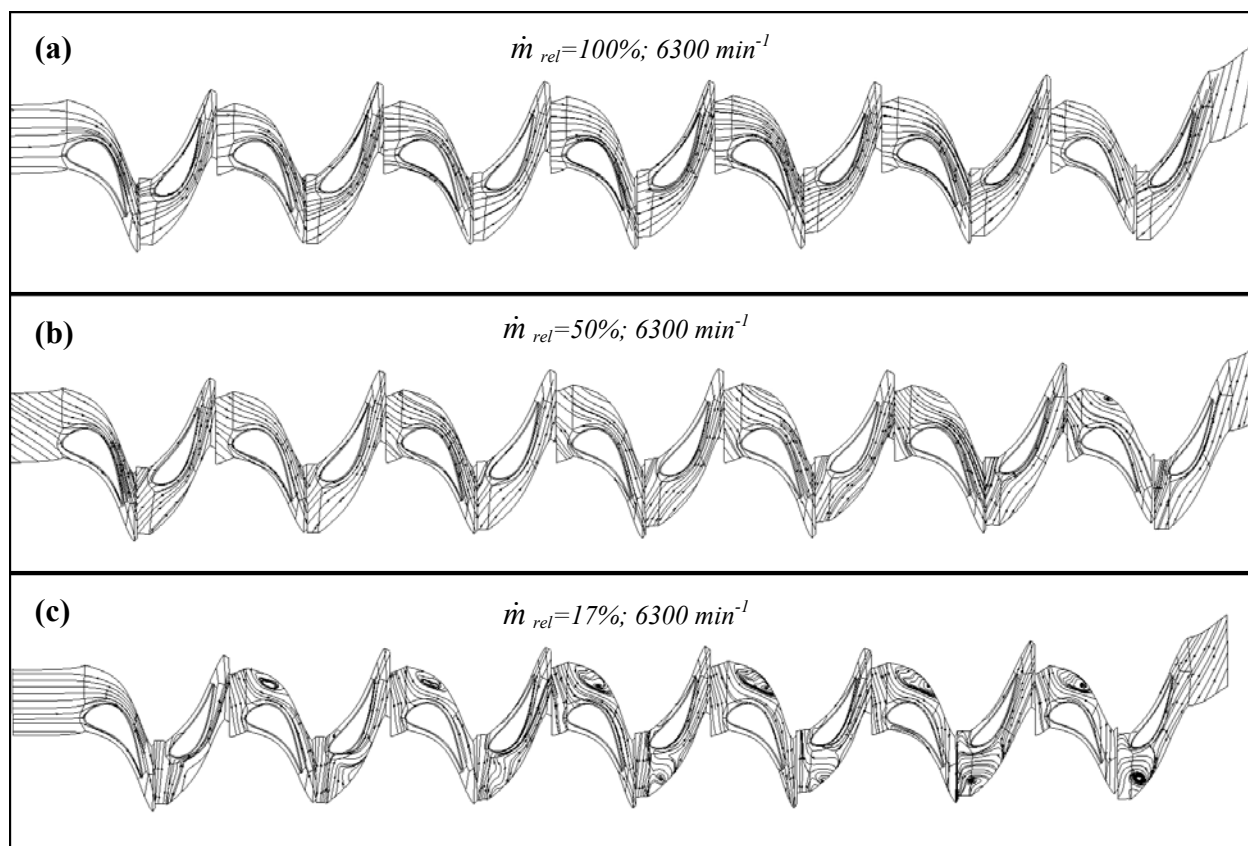 (a)
ṁ rel=100%; 6300 min⁻¹
(b)
ṁ rel=50%; 6300 min⁻¹
(c)
ṁ rel=17%; 6300 min⁻¹